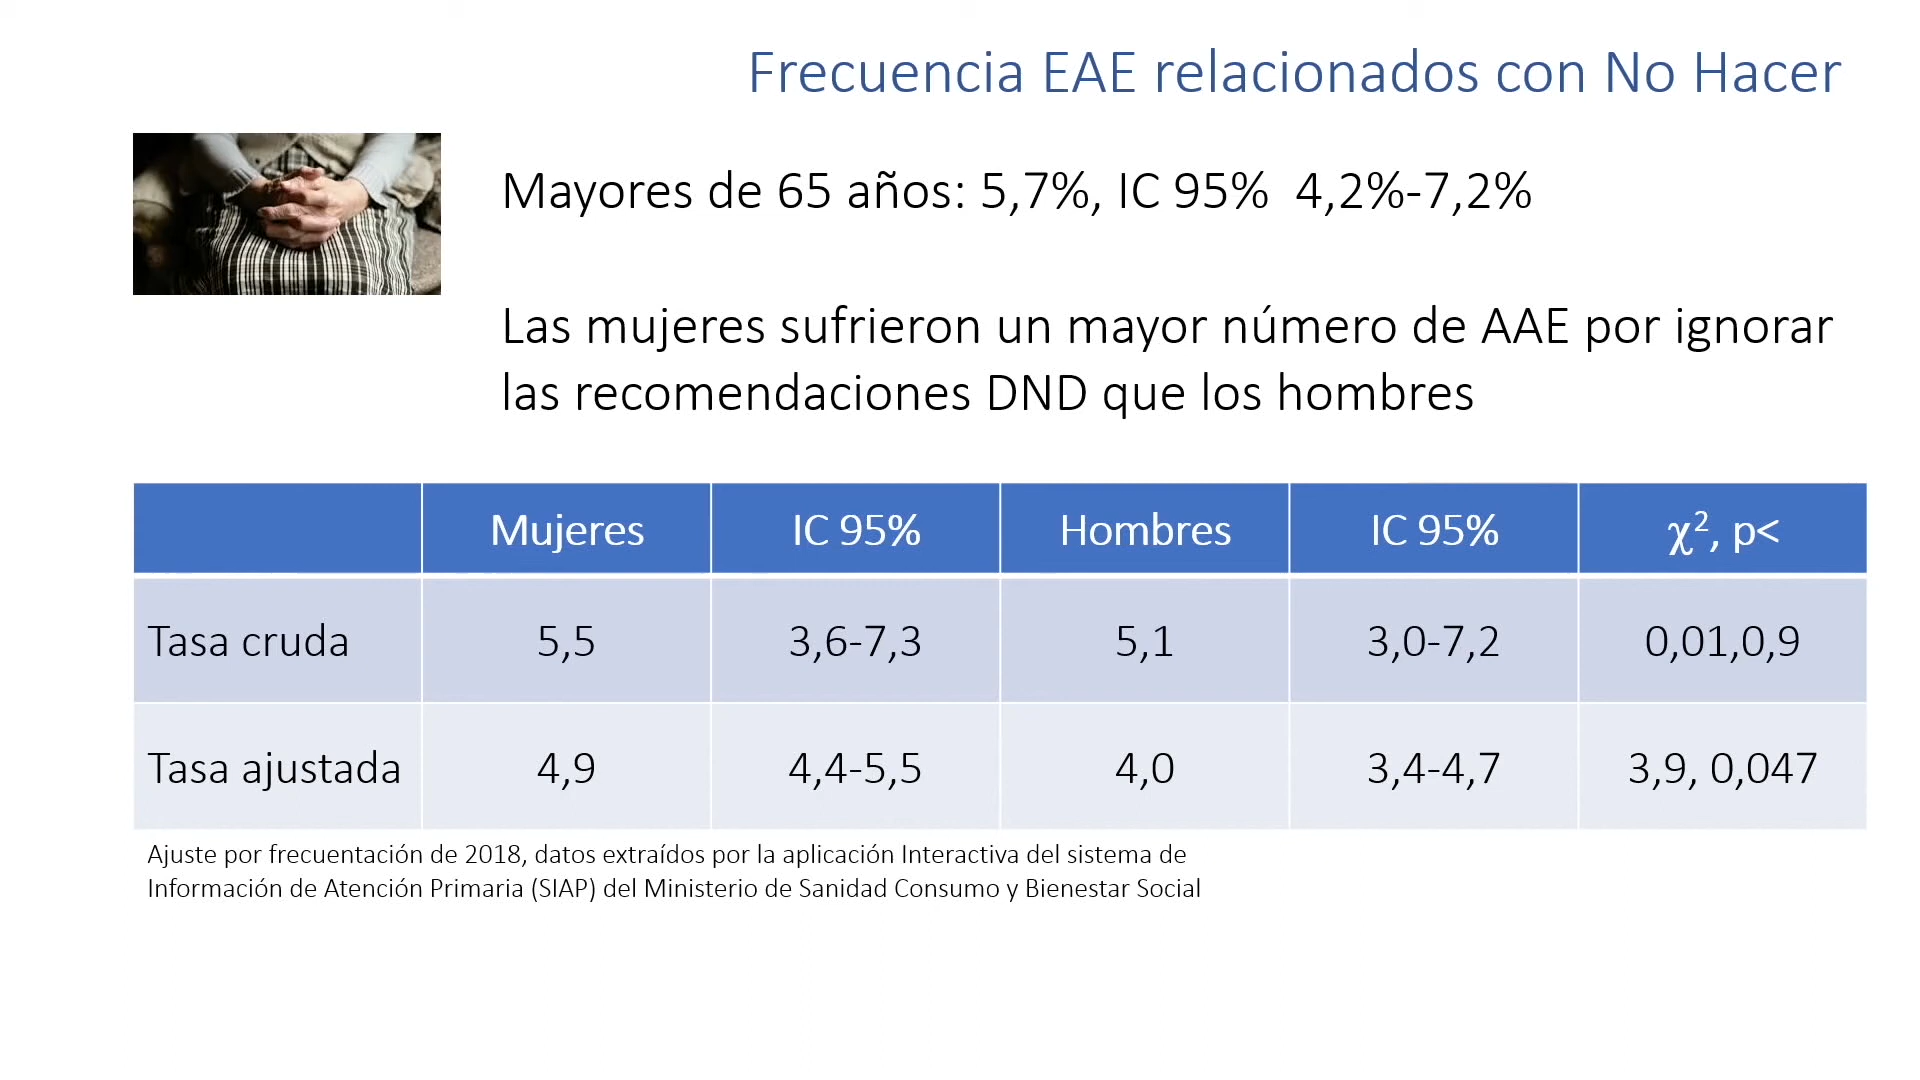 Frecuencia EAE relacionados con No Hacer
Mayores de 65 años: 5,7%, IC 95% 4,2%-7,2%
Las mujeres sufrieron un mayor número de AAE por ignorar
las recomendaciones DND que los hombres
Mujeres IC 95% Hombres IC 95% χ², p<
Tasa cruda 5,5 3,6-7,3 5,1 3,0-7,2 0,01,0,9
Tasa ajustada 4,9 4,4-5,5 4,0 3,4-4,7 3,9, 0,047
Ajuste por frecuentación de 2018, datos extraídos por la aplicación Interactiva del sistema de
Información de Atención Primaria (SIAP) del Ministerio de Sanidad Consumo y Bienestar Social